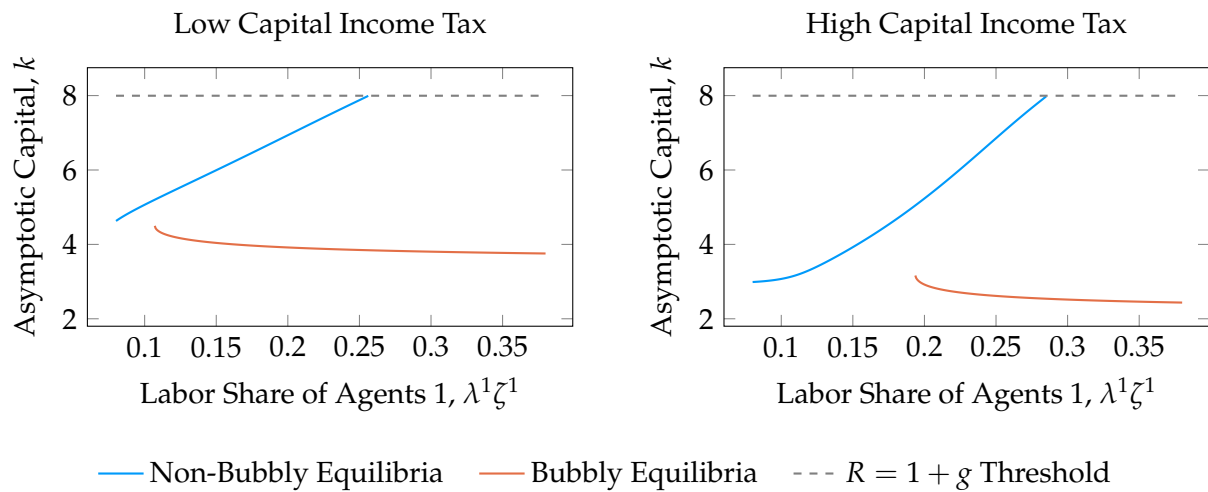 Low Capital Income Tax
Asymptotic Capital, k
8
6
4
2
0.1 0.15 0.2 0.25 0.3 0.35
Labor Share of Agents 1, λ¹ζ¹
High Capital Income Tax
Asymptotic Capital, k
8
6
4
2
0.1 0.15 0.2 0.25 0.3 0.35
Labor Share of Agents 1, λ¹ζ¹
Non-Bubbly Equilibria Bubbly Equilibria R = 1 + g Threshold